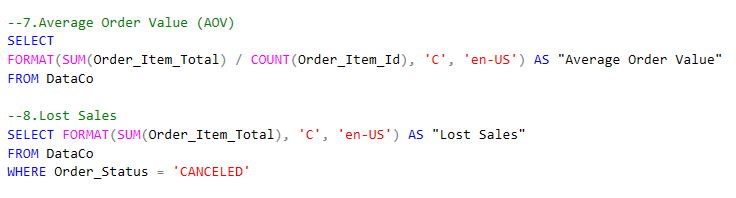 --7.Average Order Value (AOV)
SELECT
FORMAT(SUM(Order_Item_Total) / COUNT(Order_Item_Id), 'C', 'en-US') AS "Average Order Value"
FROM DataCo
--8.Lost Sales
SELECT FORMAT(SUM(Order_Item_Total), 'C', 'en-US') AS "Lost Sales"
FROM DataCo
WHERE Order_Status = 'CANCELED'